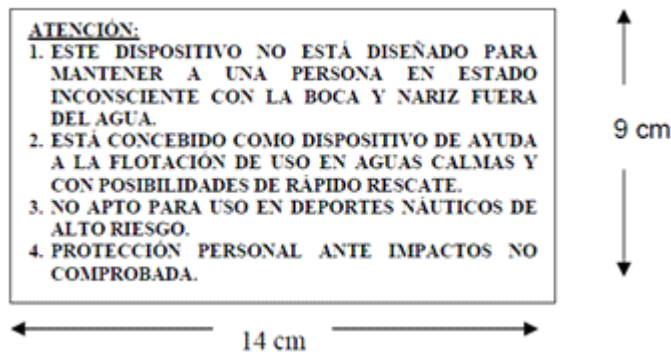 ATENCIÓN:
1. ESTE DISPOSITIVO NO ESTÁ DISEÑADO PARA
MANTENER A UNA PERSONA EN ESTADO
INCONSCIENTE CON LA BOCA Y NARIZ FUERA
DEL AGUA.
2. ESTÁ CONCEBIDO COMO DISPOSITIVO DE AYUDA
A LA FLOTACIÓN DE USO EN AGUAS CALMAS Y
CON POSIBILIDADES DE RÁPIDO RESCATE.
3. NO APTO PARA USO EN DEPORTES NÁUTICOS DE
ALTO RIESGO.
4. PROTECCIÓN PERSONAL ANTE IMPACTOS NO
COMPROBADA.
9 cm
14 cm